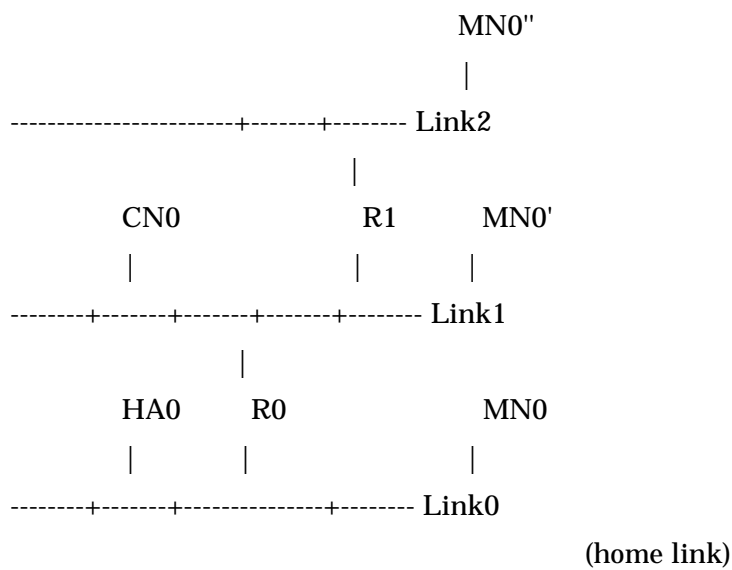 MN0''
|
-----------------------+-------+-------- Link2
|
CN0 R1 MN0'
| | |
--------+-------+-------+-------+-------- Link1
|
HA0 R0 MN0
| | |
--------+-------+---------------+-------- Link0
(home link)